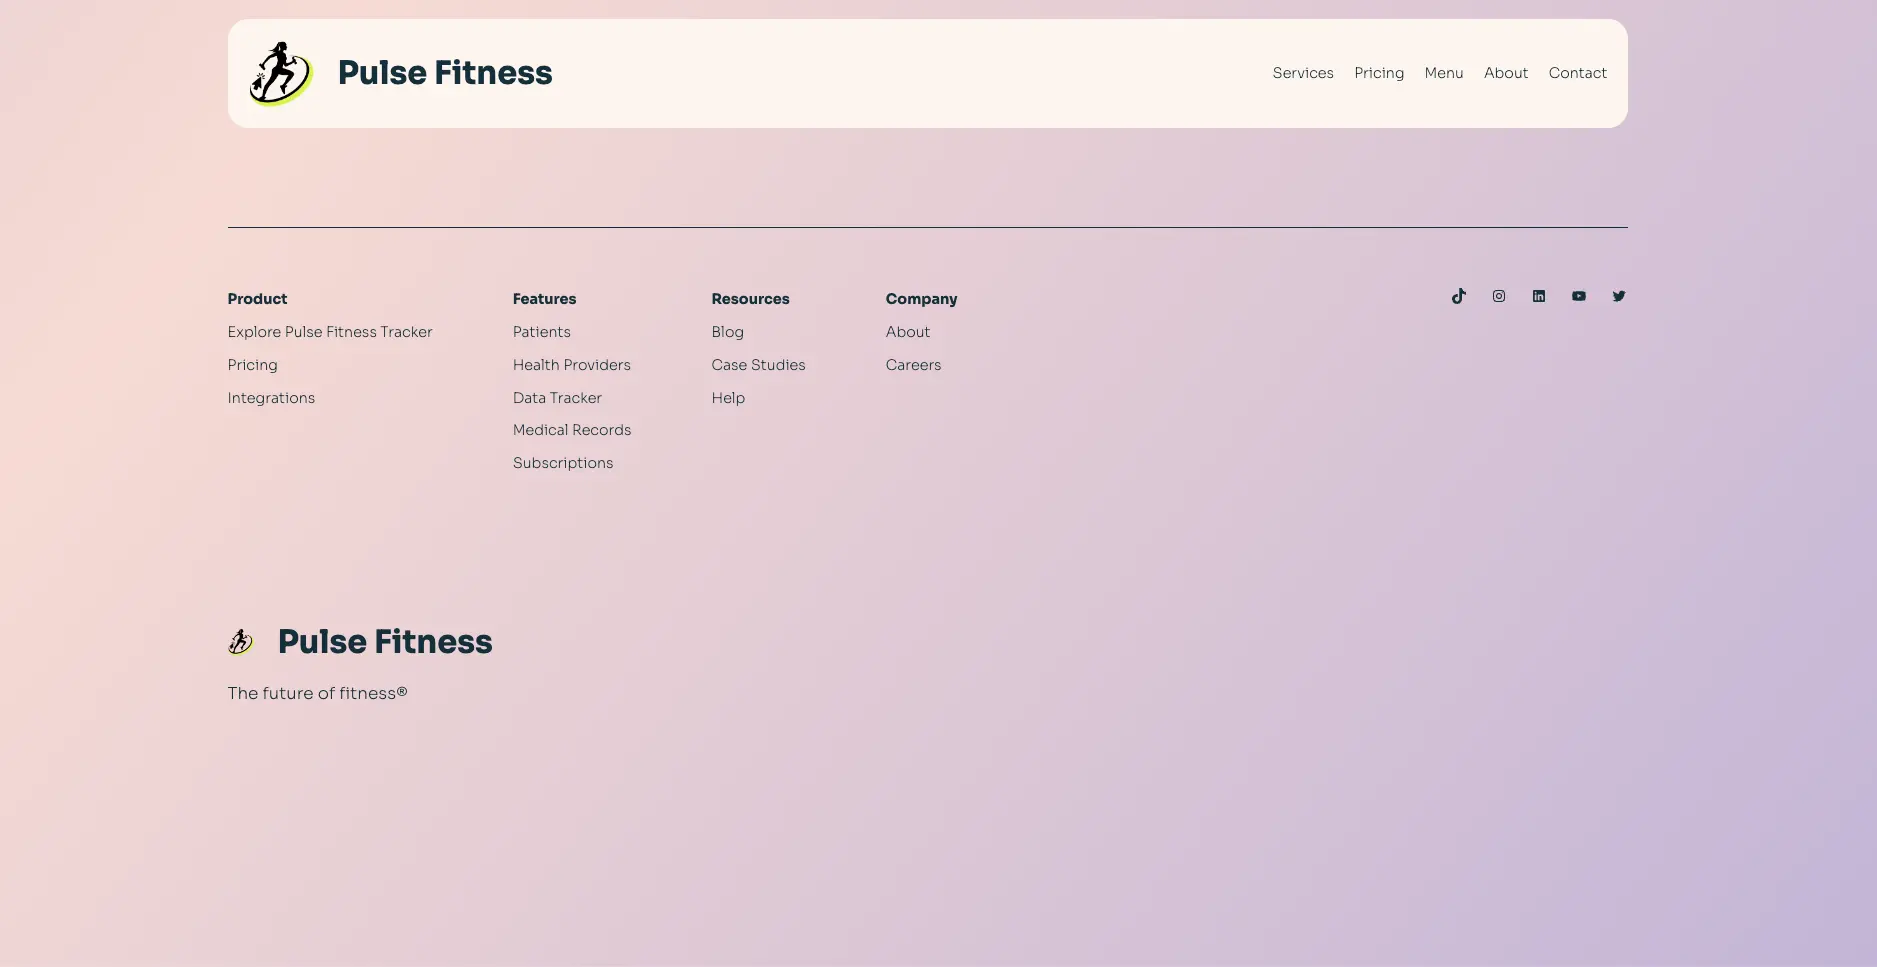 Pulse Fitness
Services Pricing Menu About Contact
Product
Explore Pulse Fitness Tracker
Pricing
Integrations
Features
Patients
Health Providers
Data Tracker
Medical Records
Subscriptions
Resources
Blog
Case Studies
Help
Company
About
Careers
Pulse Fitness
The future of fitness®